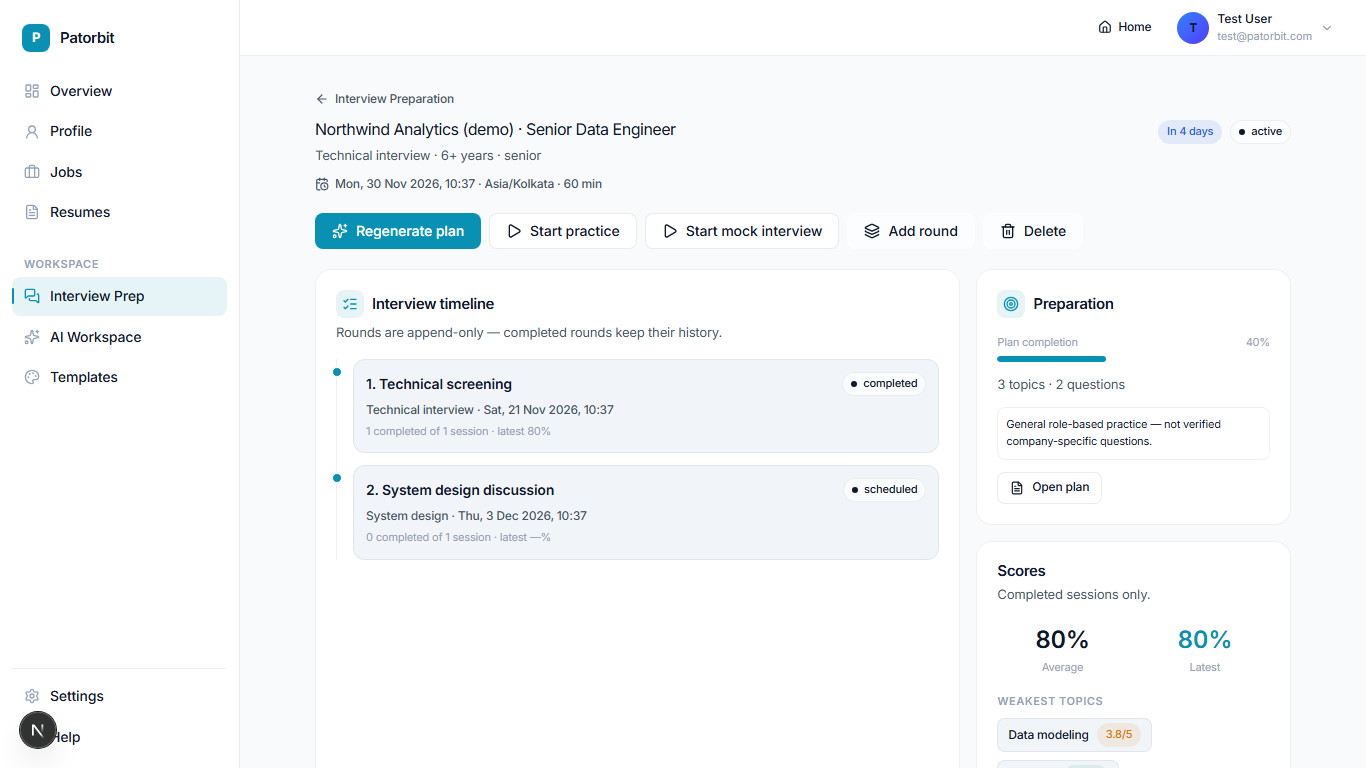 P Patorbit
Overview
Profile
Jobs
Resumes
WORKSPACE
Interview Prep
AI Workspace
Templates
Settings
N
Help
Home
T
Test User
test@patorbit.com
Interview Preparation
Northwind Analytics (demo) · Senior Data Engineer
In 4 days
active
Technical interview · 6+ years · senior
Mon, 30 Nov 2026, 10:37 · Asia/Kolkata · 60 min
Regenerate plan
Start practice
Start mock interview
Add round
Delete
Interview timeline
Rounds are append-only — completed rounds keep their history.
1. Technical screening
completed
Technical interview · Sat, 21 Nov 2026, 10:37
1 completed of 1 session · latest 80%
2. System design discussion
scheduled
System design · Thu, 3 Dec 2026, 10:37
0 completed of 1 session · latest —%
Preparation
Plan completion 40%
3 topics · 2 questions
General role-based practice — not verified
company-specific questions.
Open plan
Scores
Completed sessions only.
80% 80%
Average Latest
WEAKEST TOPICS
Data modeling 3.8/5